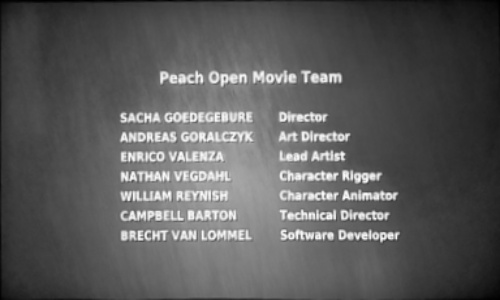 Peach Open Movie Team
SACHA GOEDEGEBURE Director
ANDREAS GORALCZYK Art Director
ENRICO VALENZA Lead Artist
NATHAN VEGDAHL Character Rigger
WILLIAM REYNISH Character Animator
CAMPBELL BARTON Technical Director
BRECHT VAN LOMMEL Software Developer